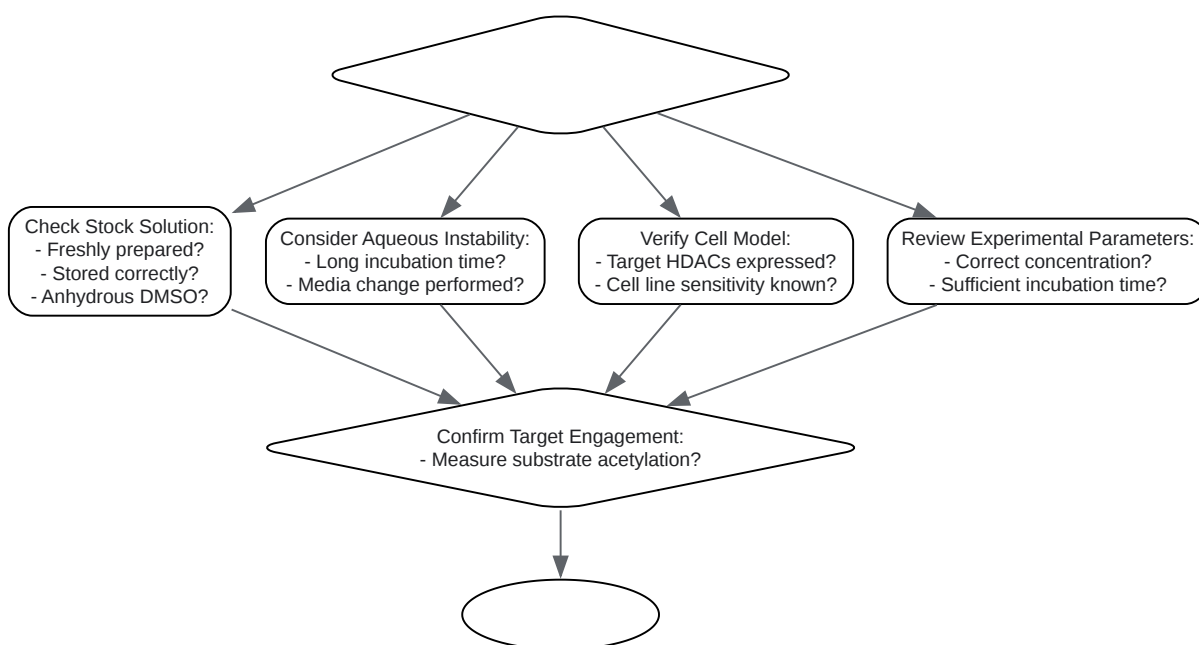 Check Stock Solution:
- Freshly prepared?
- Stored correctly?
- Anhydrous DMSO?
Consider Aqueous Instability:
- Long incubation time?
- Media change performed?
Verify Cell Model:
- Target HDACs expressed?
- Cell line sensitivity known?
Review Experimental Parameters:
- Correct concentration?
- Sufficient incubation time?
Confirm Target Engagement:
- Measure substrate acetylation?